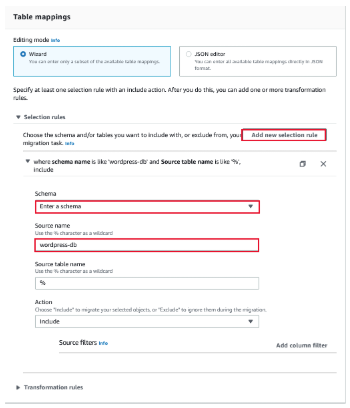 Table mappings
Editing mode Info
Wizard
You can enter only a subset of the available table mappings.
JSON editor
You can enter all available table mappings directly in JSON
format.
Specify at least one selection rule with an include action. After you do this, you can add one or more transformation
rules.
Selection rules
Choose the schema and/or tables you want to include with, or exclude from, your
migration task. Info
Add new selection rule
where schema name is like 'wordpress-db' and Source table name is like '%',
include
Schema
Enter a schema
Source name
Use the % character as a wildcard
wordpress-db
Source table name
Use the % character as a wildcard
%
Action
Choose "Include" to migrate your selected objects, or "Exclude" to ignore them during the migration.
Include
Source filters Info
Add column filter
Transformation rules